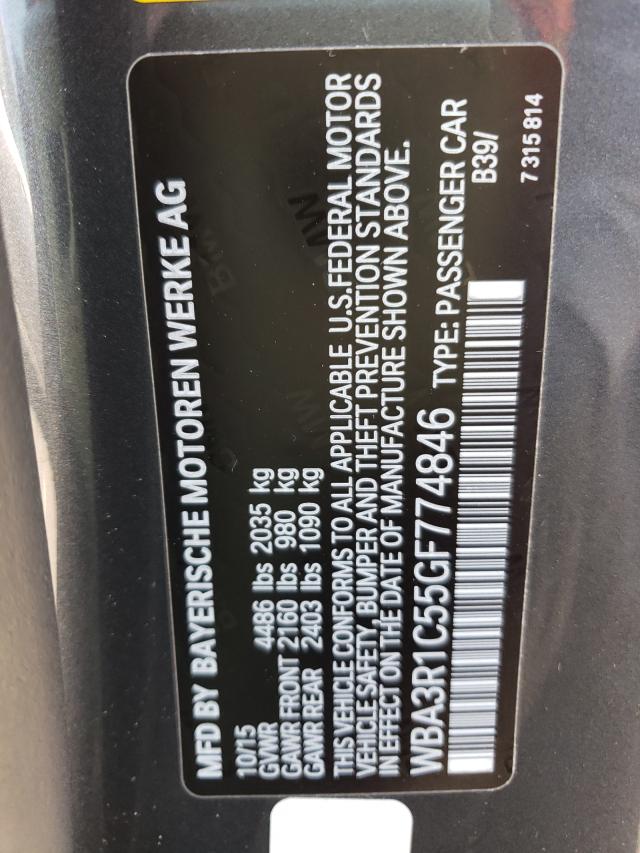 MFD BY BAYERISCHE MOTOREN WERKE AG
10/15
GVWR 4486 lbs 2035 kg
GAWR FRONT 2160 lbs 980 kg
GAWR REAR 2403 lbs 1090 kg
THIS VEHICLE CONFORMS TO ALL APPLICABLE U.S. FEDERAL MOTOR
VEHICLE SAFETY, BUMPER AND THEFT PREVENTION STANDARDS
IN EFFECT ON THE DATE OF MANUFACTURE SHOWN ABOVE.
WBA3R1C55GF774846 TYPE: PASSENGER CAR
B39/
7 315 814